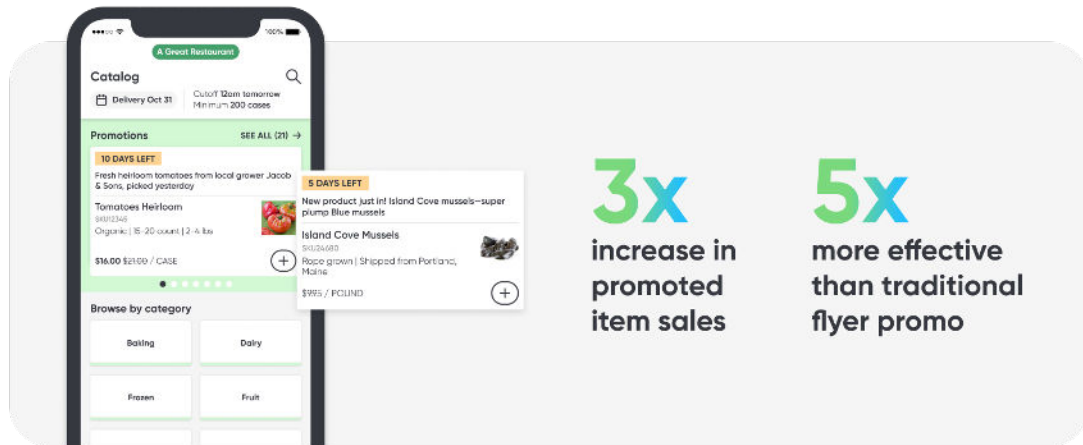 100%
A Great Restaurant
Catalog
Delivery Oct 31
Cutoff 12am tomorrow
Minimum 200 cases
Promotions
SEE ALL (21) →
10 DAYS LEFT
Fresh heirloom tomatoes from local grower Jacob
& Sons, picked yesterday
Tomatoes Heirloom
SKU12345
Organic | 15-20 count | 2-4 lbs
$16.00 $21.00 / CASE
5 DAYS LEFT
New product just in! Island Cove mussels—super
plump Blue mussels
Island Cove Mussels
SKU24680
Rope grown | Shipped from Portland,
Maine
/ POUND
Browse by category
Baking
Dairy
Frozen
Fruit
3x
increase in
promoted
item sales
5x
more effective
than traditional
flyer promo